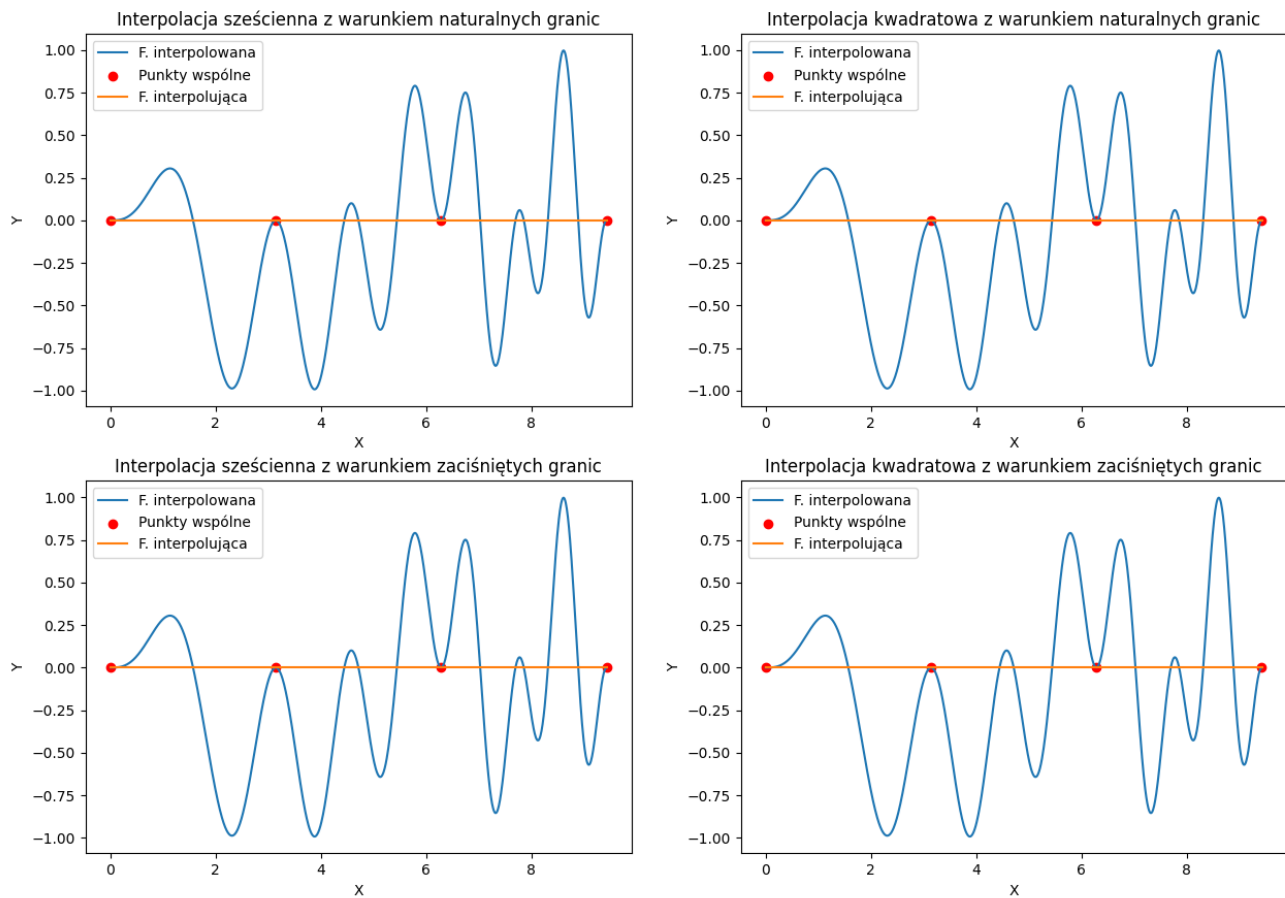 Interpolacja sześcienna z warunkiem naturalnych granic
F. interpolowana
Punkty wspólne
F. interpolująca
1.00
0.75
0.50
0.25
0.00
−0.25
−0.50
−0.75
−1.00
Y
0 2 4 6 8
X
Interpolacja kwadratowa z warunkiem naturalnych granic
F. interpolowana
Punkty wspólne
F. interpolująca
1.00
0.75
0.50
0.25
0.00
−0.25
−0.50
−0.75
−1.00
Y
0 2 4 6 8
X
Interpolacja sześcienna z warunkiem zaciśniętych granic
F. interpolowana
Punkty wspólne
F. interpolująca
1.00
0.75
0.50
0.25
0.00
−0.25
−0.50
−0.75
−1.00
Y
0 2 4 6 8
X
Interpolacja kwadratowa z warunkiem zaciśniętych granic
F. interpolowana
Punkty wspólne
F. interpolująca
1.00
0.75
0.50
0.25
0.00
−0.25
−0.50
−0.75
−1.00
Y
0 2 4 6 8
X